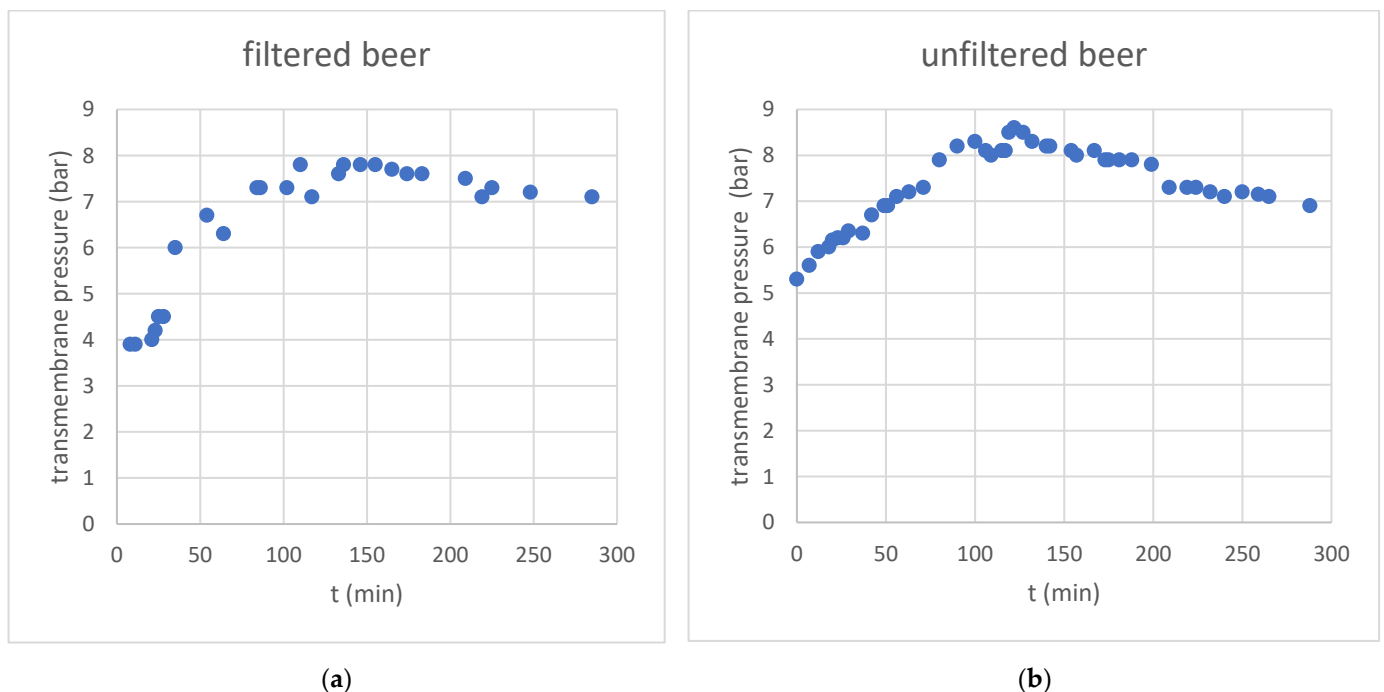 filtered beer
transmembrane pressure (bar)
9
8
7
6
5
4
3
2
1
0
0 50 100 150 200 250 300
t (min)
(a)
unfiltered beer
transmembrane pressure (bar)
9
8
7
6
5
4
3
2
1
0
0 50 100 150 200 250 300
t (min)
(b)